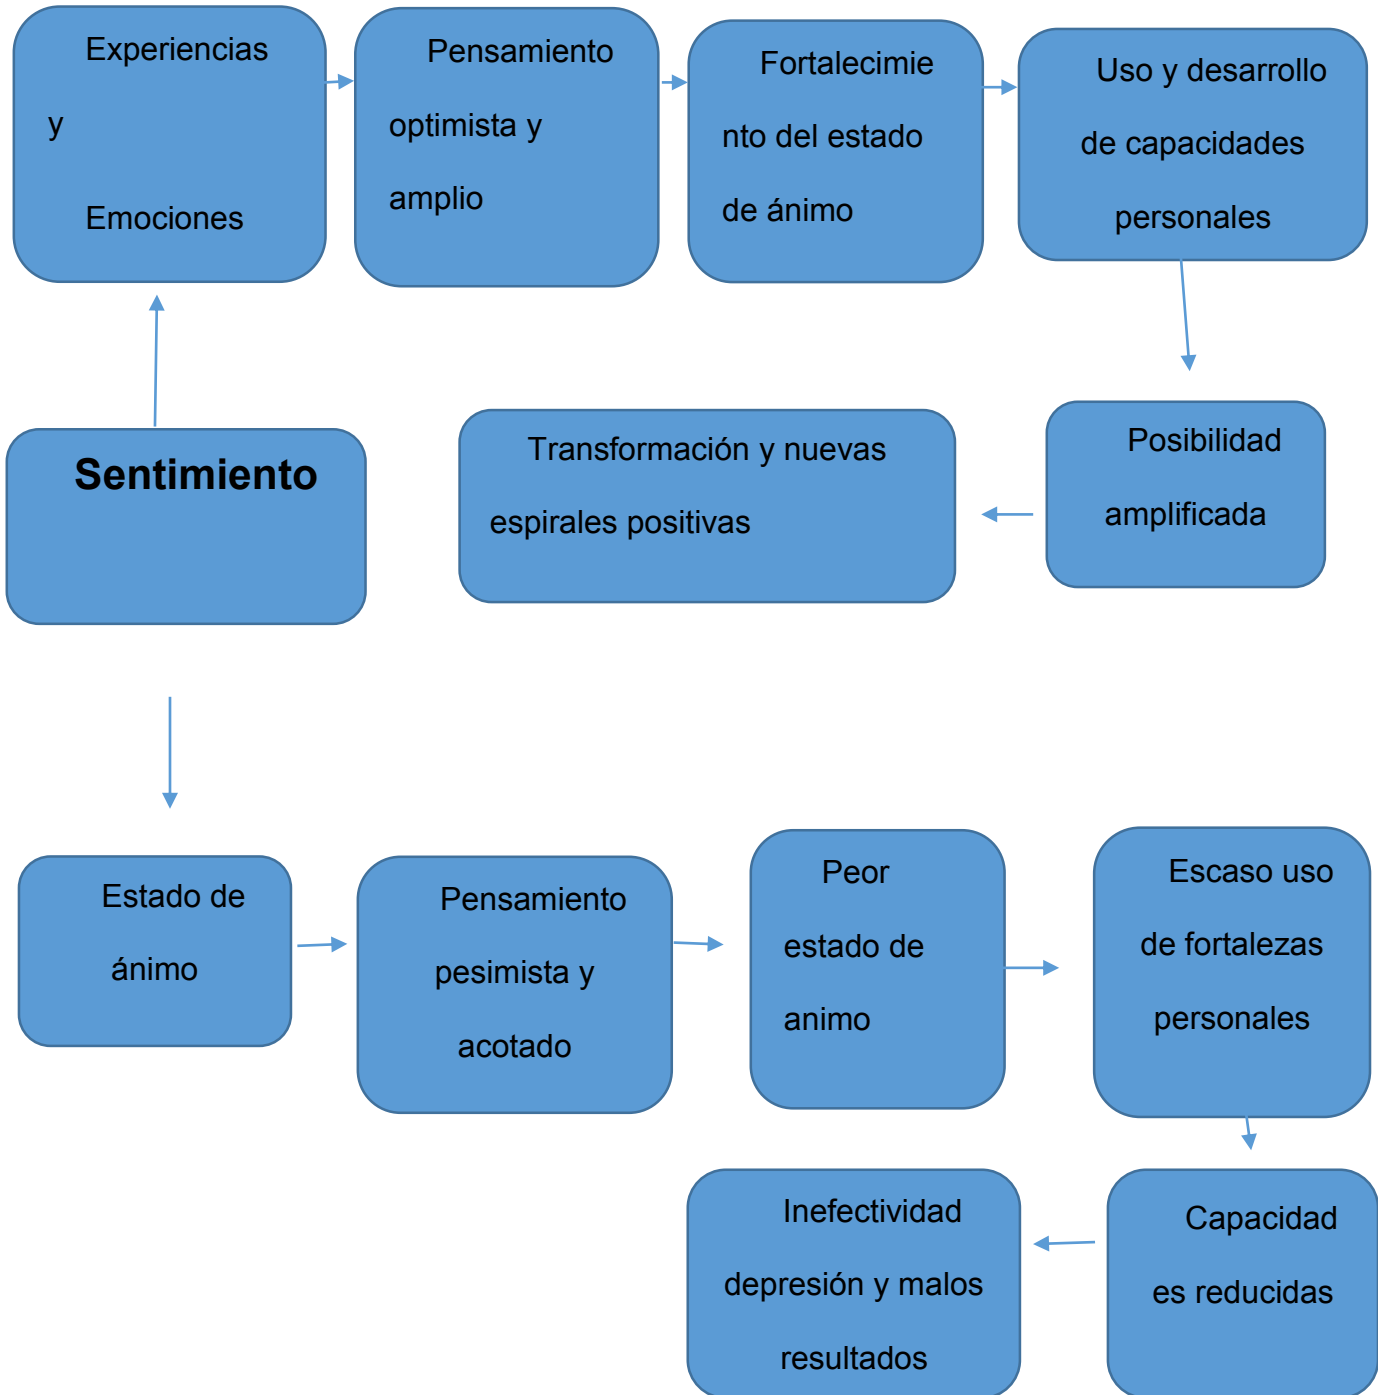 Experiencias
y
Emociones
Pensamiento
optimista y
amplio
Fortalecimie
nto del estado
de ánimo
Uso y desarrollo
de capacidades
personales
Sentimiento
Transformación y nuevas
espirales positivas
Posibilidad
amplificada
Estado de
ánimo
Pensamiento
pesimista y
acotado
Peor
estado de
animo
Escaso uso
de fortalezas
personales
Inefectividad
depresión y malos
resultados
Capacidad
es reducidas